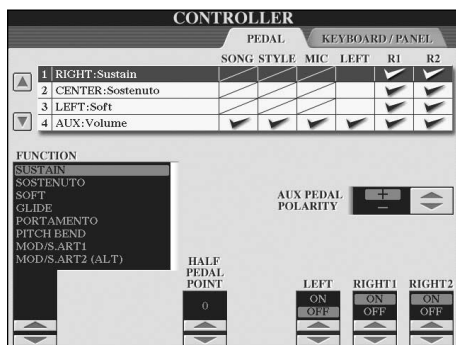 CONTROLLER
PEDAL KEYBOARD / PANEL
SONG STYLE MIC LEFT R1 R2
1 RIGHT:Sustain
2 CENTER:Sostenuto
3 LEFT:Soft
4 AUX:Volume
FUNCTION
SUSTAIN
SOSTENUTO
SOFT
GLIDE
PORTAMENTO
PITCH BEND
MOD/S.ART1
MOD/S.ART2 (ALT)
AUX PEDAL
POLARITY
+
−
HALF
PEDAL
POINT
0
LEFT RIGHT1 RIGHT2
ON ON ON
OFF OFF OFF